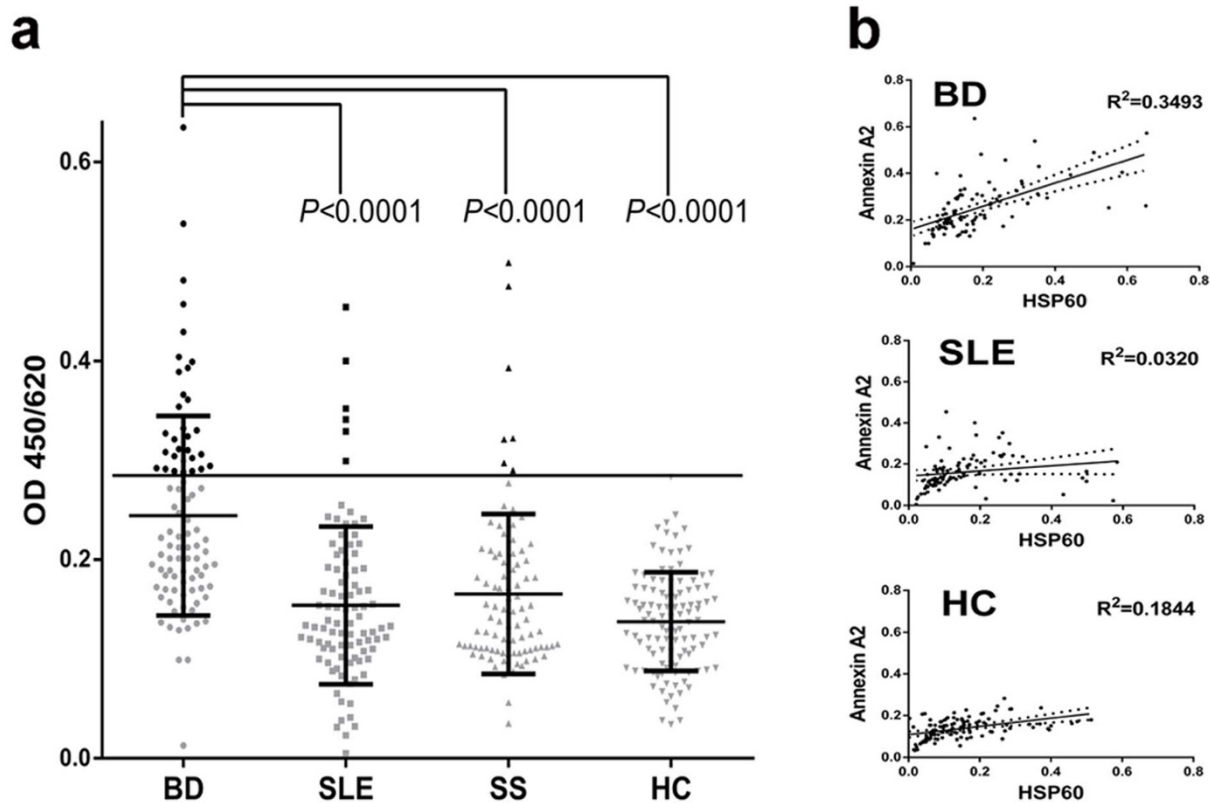 a
OD 450/620
0.6
0.4
0.2
0.0
P<0.0001 P<0.0001 P<0.0001
BD SLE SS HC
b
BD
R²=0.3493
Annexin A2
0.8
0.6
0.4
0.2
0.0
0.0 0.2 0.4 0.6 0.8
HSP60
SLE
R²=0.0320
Annexin A2
0.8
0.6
0.4
0.2
0.0
0.0 0.2 0.4 0.6 0.8
HSP60
HC
R²=0.1844
Annexin A2
0.8
0.6
0.4
0.2
0.0
0.0 0.2 0.4 0.6 0.8
HSP60